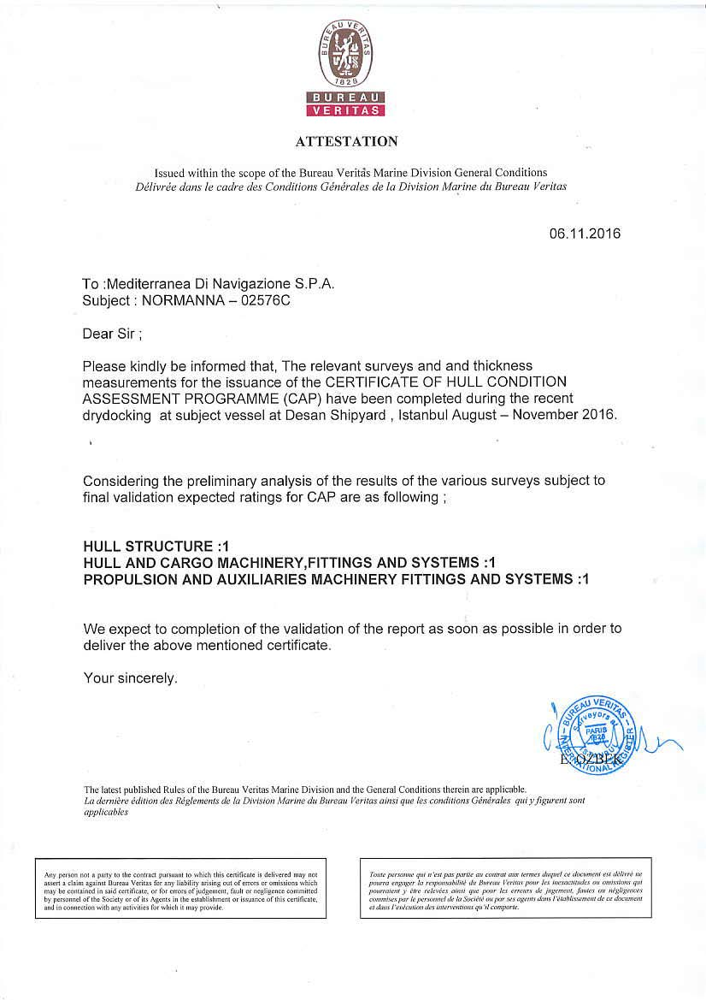 BUREAU VERITAS
1828
BUREAU
VERITAS
ATTESTATION
Issued within the scope of the Bureau Veritas Marine Division General Conditions
Délivrée dans le cadre des Conditions Générales de la Division Marine du Bureau Veritas
06.11.2016
To :Mediterranea Di Navigazione S.P.A.
Subject : NORMANNA – 02576C
Dear Sir ;
Please kindly be informed that, The relevant surveys and and thickness
measurements for the issuance of the CERTIFICATE OF HULL CONDITION
ASSESSMENT PROGRAMME (CAP) have been completed during the recent
drydocking at subject vessel at Desan Shipyard , Istanbul August – November 2016.
Considering the preliminary analysis of the results of the various surveys subject to
final validation expected ratings for CAP are as following ;
HULL STRUCTURE :1
HULL AND CARGO MACHINERY,FITTINGS AND SYSTEMS :1
PROPULSION AND AUXILIARIES MACHINERY FITTINGS AND SYSTEMS :1
We expect to completion of the validation of the report as soon as possible in order to
deliver the above mentioned certificate.
Your sincerely.
BUREAU VERITAS
INTERNATIONAL REGISTER
Surveyors at
PARIS
1828
ISTANBUL
E. OZBEK
The latest published Rules of the Bureau Veritas Marine Division and the General Conditions therein are applicable.
La dernière édition des Règlements de la Division Marine du Bureau Veritas ainsi que les conditions Générales qui y figurent sont
applicables
Any person not a party to the contract pursuant to which this certificate is delivered may not
assert a claim against Bureau Veritas for any liability arising out of errors or omissions which
may be contained in said certificate, or for errors of judgement, fault or negligence committed
by personnel of the Society or of its Agents in the establishment or issuance of this certificate,
and in connection with any activities for which it may provide.
Toute personne qui n'est pas partie au contrat aux termes duquel ce document est délivré ne
pourra engager la responsabilité du Bureau Veritas pour les inexactitudes ou omissions qui
pourraient y être relevées ainsi que pour les erreurs de jugement, fautes ou négligences
commises par le personnel de la Société ou par ses agents dans l'établissement de ce document
et dans l'exécution des interventions qu'il comporte.